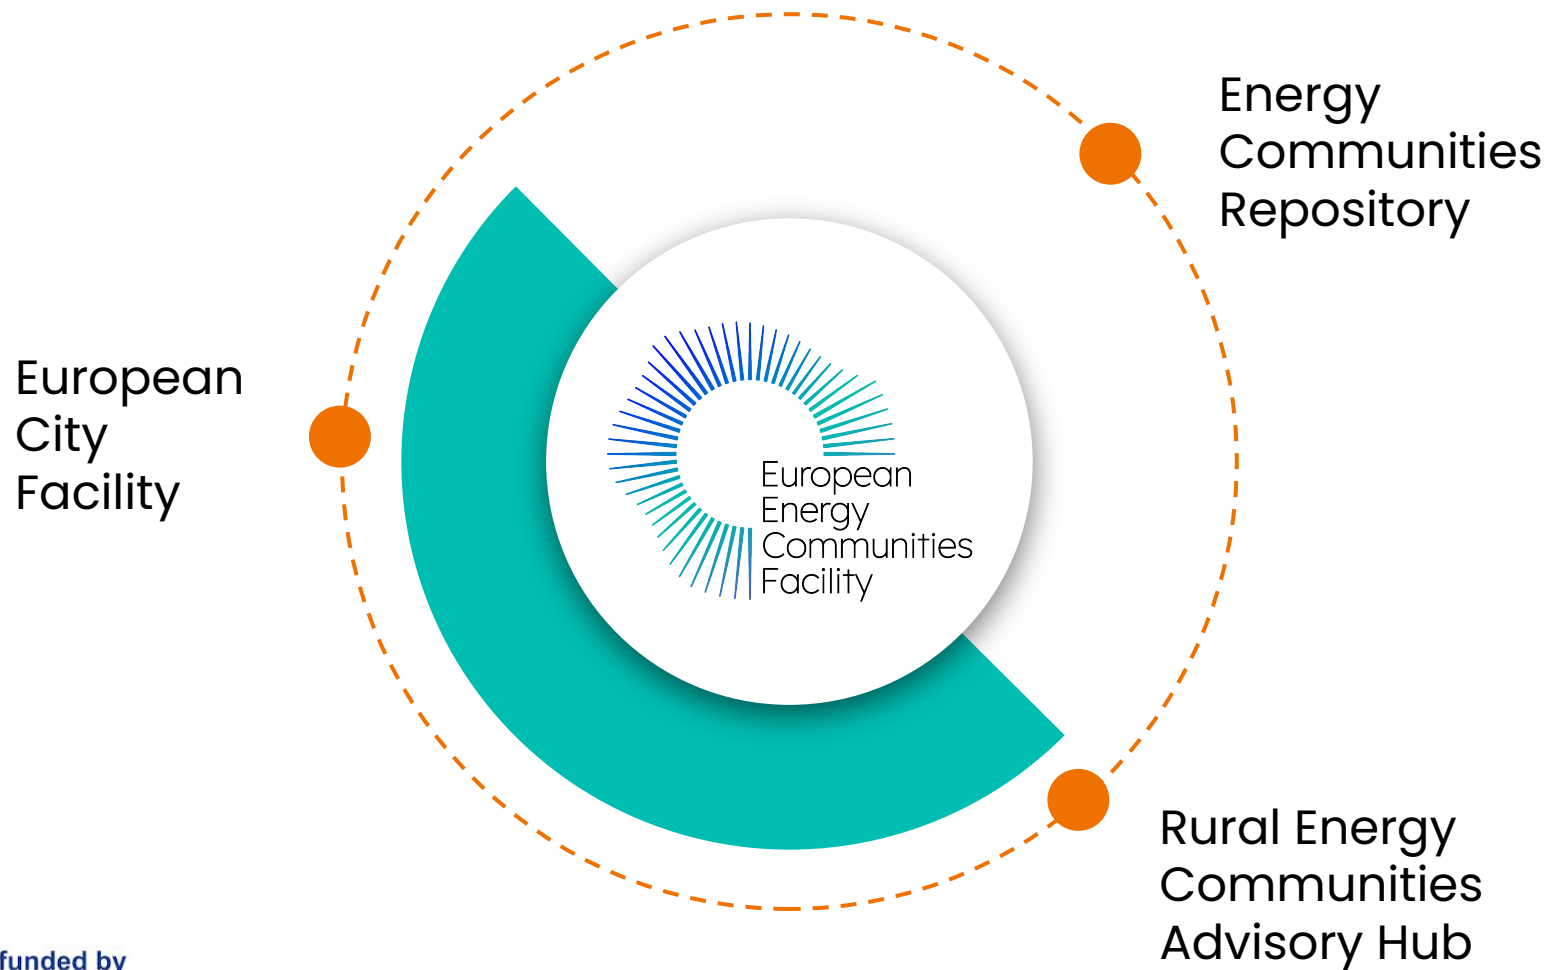 Energy
Communities
Repository
European
City
Facility
European
Energy
Communities
Facility
Rural Energy
Communities
Advisory Hub
funded by